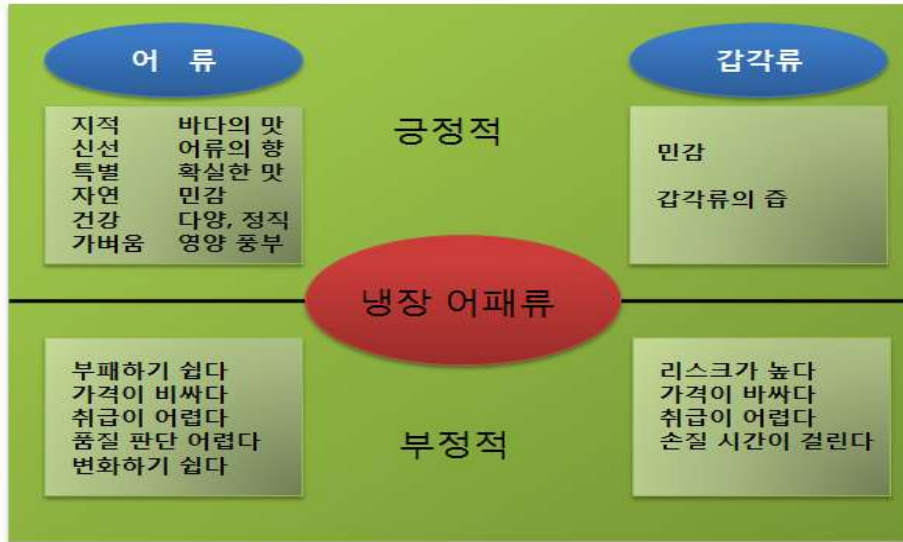 어 류
갑각류
긍정적
지적 바다의 맛
신선 어류의 향
특별 확실한 맛
자연 민감
건강 다양, 정직
가벼움 영양 풍부
민감
갑각류의 즙
냉장 어패류
부정적
부패하기 쉽다
가격이 비싸다
취급이 어렵다
품질 판단 어렵다
변화하기 쉽다
리스크가 높다
가격이 바싸다
취급이 어렵다
손질 시간이 걸린다